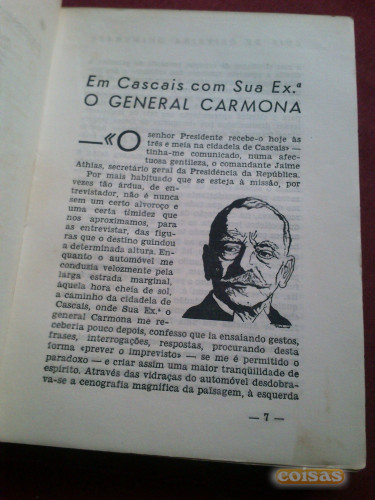 Em Cascais com Sua Ex.ª
O GENERAL CARMONA
—«O senhor Presidente recebe-o hoje às
três e meia na cidadela de Cascais» —
tinha-me comunicado, numa afec-
tuosa gentileza, o comandante Jaime
Athias, secretário geral da Presidência da República.
Por mais habituado que se esteja à missão, por
vezes tão árdua, de en-
trevistador, não é nunca
sem um certo alvoroço e
uma certa timidez que
nos aproximamos, para
as entrevistar, das figu-
ras que o destino guindou
a determinada altura. En-
quanto o automóvel me
conduzia velozmente pela
larga estrada marginal,
àquela hora cheia de sol,
a caminho da cidadela de
Cascais, onde Sua Ex.ª o
general Carmona me re-
ceberia pouco depois, confesso que ia ensaiando gestos,
frases, interrogações, respostas, procurando desta
forma «prever o imprevisto» — se me é permitido o
paradoxo — e criar assim uma maior tranqüilidade de
espírito. Através das vidraças do automóvel desdobra-
va-se a cenografia magnífica da païsagem, à esquerda
— 7 —
coisas